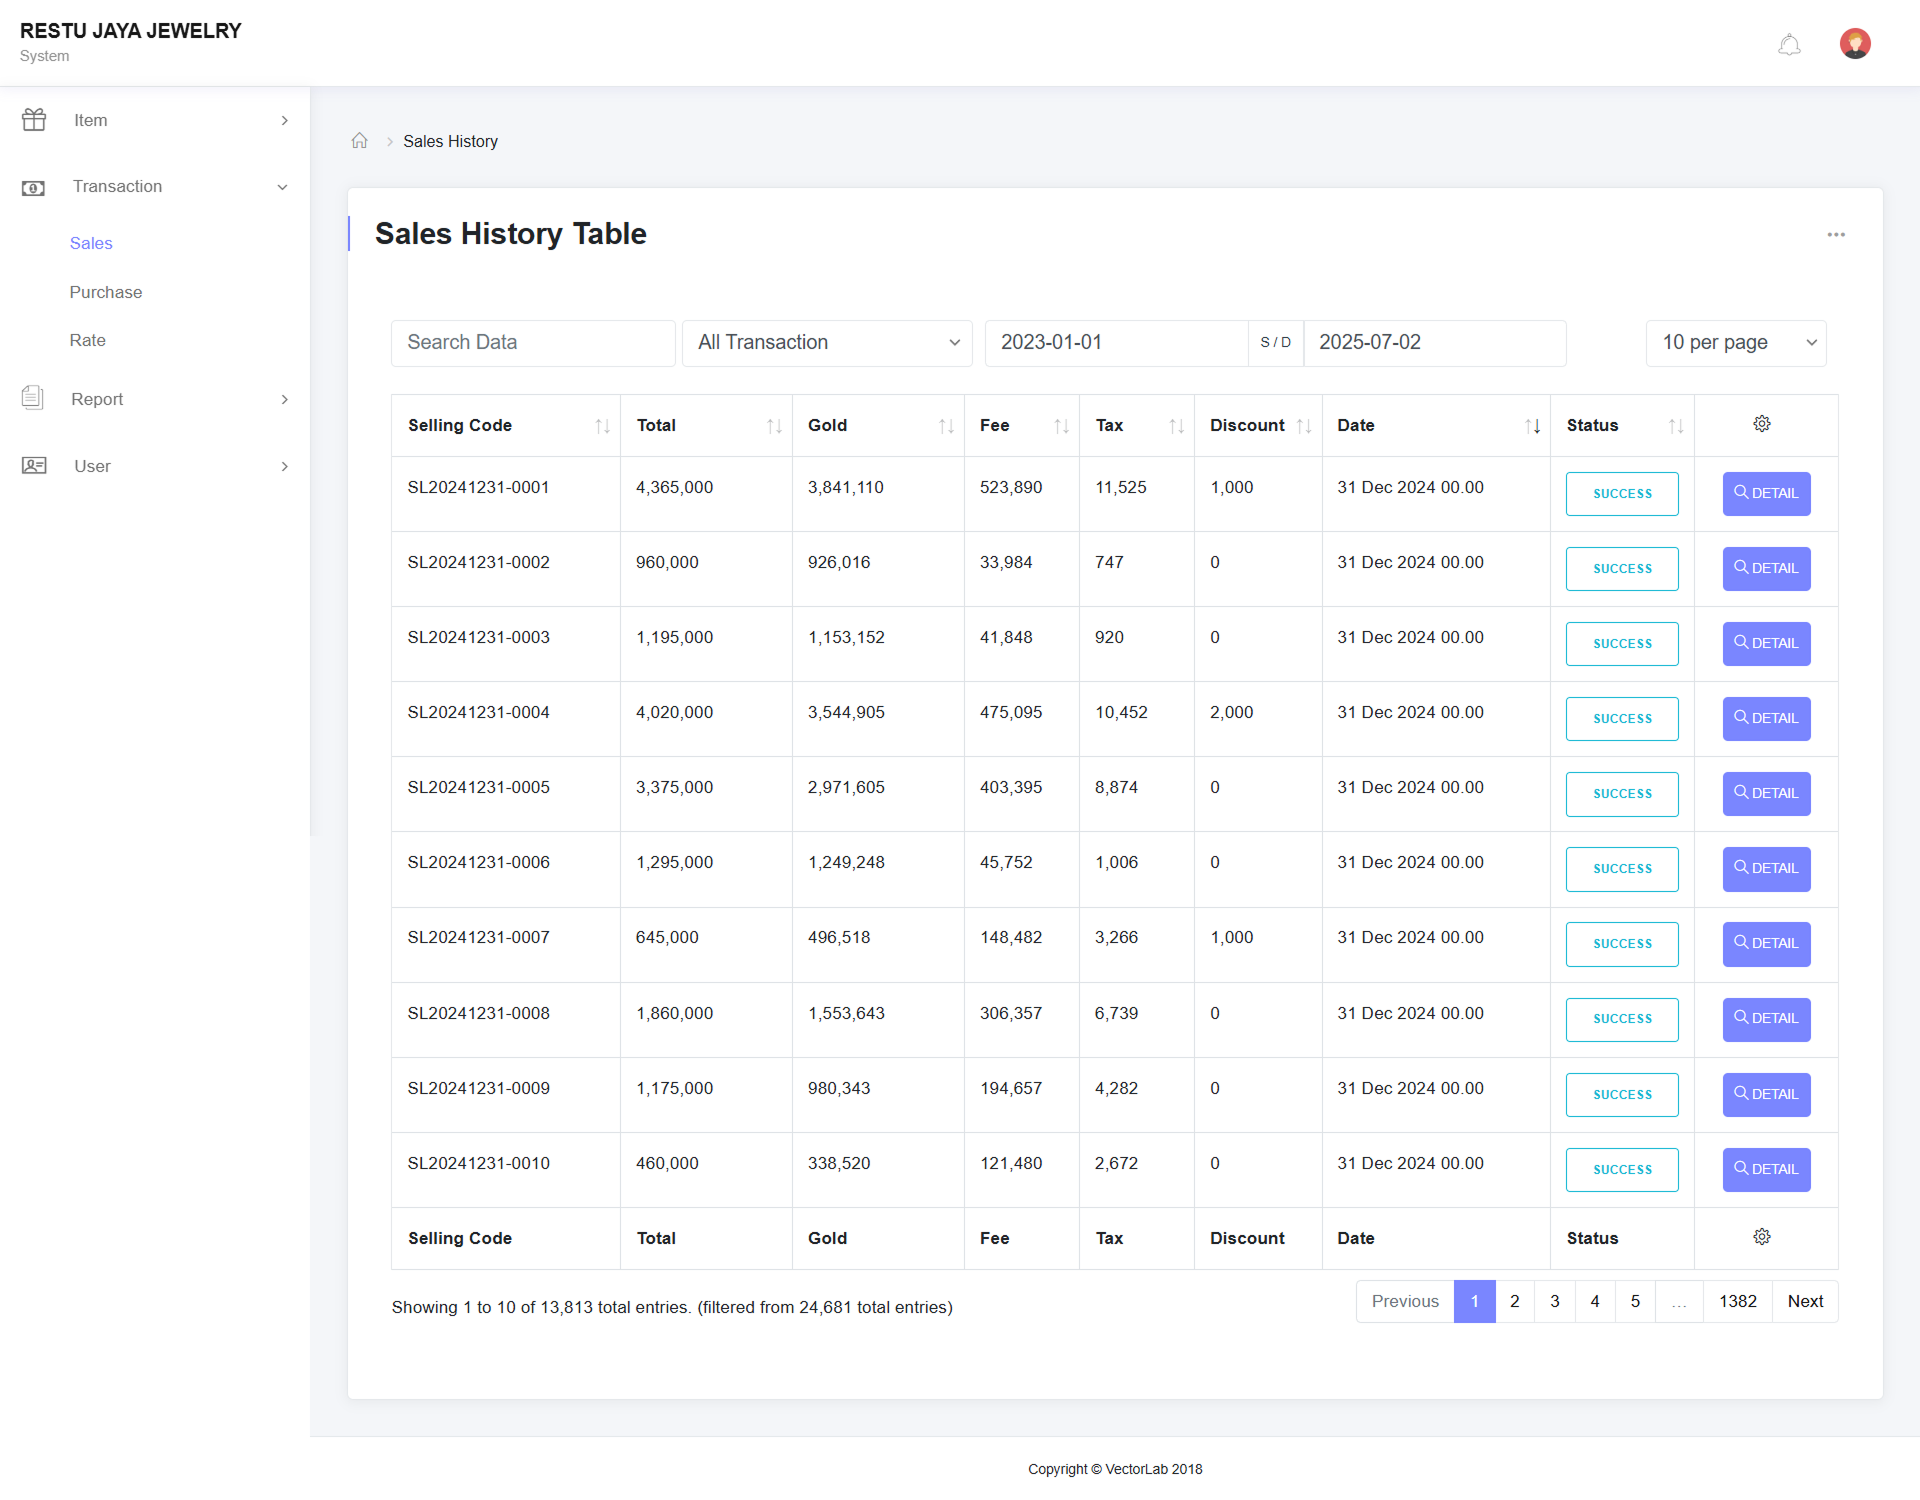 RESTU JAYA JEWELRY
System
Item
Transaction
Sales
Purchase
Rate
Report
User
Sales History
Sales History Table
Search Data All Transaction 2023-01-01 S / D 2025-07-02 10 per page
Selling Code Total Gold Fee Tax Discount Date Status
SL20241231-0001 4,365,000 3,841,110 523,890 11,525 1,000 31 Dec 2024 00.00 SUCCESS DETAIL
SL20241231-0002 960,000 926,016 33,984 747 0 31 Dec 2024 00.00 SUCCESS DETAIL
SL20241231-0003 1,195,000 1,153,152 41,848 920 0 31 Dec 2024 00.00 SUCCESS DETAIL
SL20241231-0004 4,020,000 3,544,905 475,095 10,452 2,000 31 Dec 2024 00.00 SUCCESS DETAIL
SL20241231-0005 3,375,000 2,971,605 403,395 8,874 0 31 Dec 2024 00.00 SUCCESS DETAIL
SL20241231-0006 1,295,000 1,249,248 45,752 1,006 0 31 Dec 2024 00.00 SUCCESS DETAIL
SL20241231-0007 645,000 496,518 148,482 3,266 1,000 31 Dec 2024 00.00 SUCCESS DETAIL
SL20241231-0008 1,860,000 1,553,643 306,357 6,739 0 31 Dec 2024 00.00 SUCCESS DETAIL
SL20241231-0009 1,175,000 980,343 194,657 4,282 0 31 Dec 2024 00.00 SUCCESS DETAIL
SL20241231-0010 460,000 338,520 121,480 2,672 0 31 Dec 2024 00.00 SUCCESS DETAIL
Selling Code Total Gold Fee Tax Discount Date Status
Showing 1 to 10 of 13,813 total entries. (filtered from 24,681 total entries)
Previous 1 2 3 4 5 … 1382 Next
Copyright © VectorLab 2018